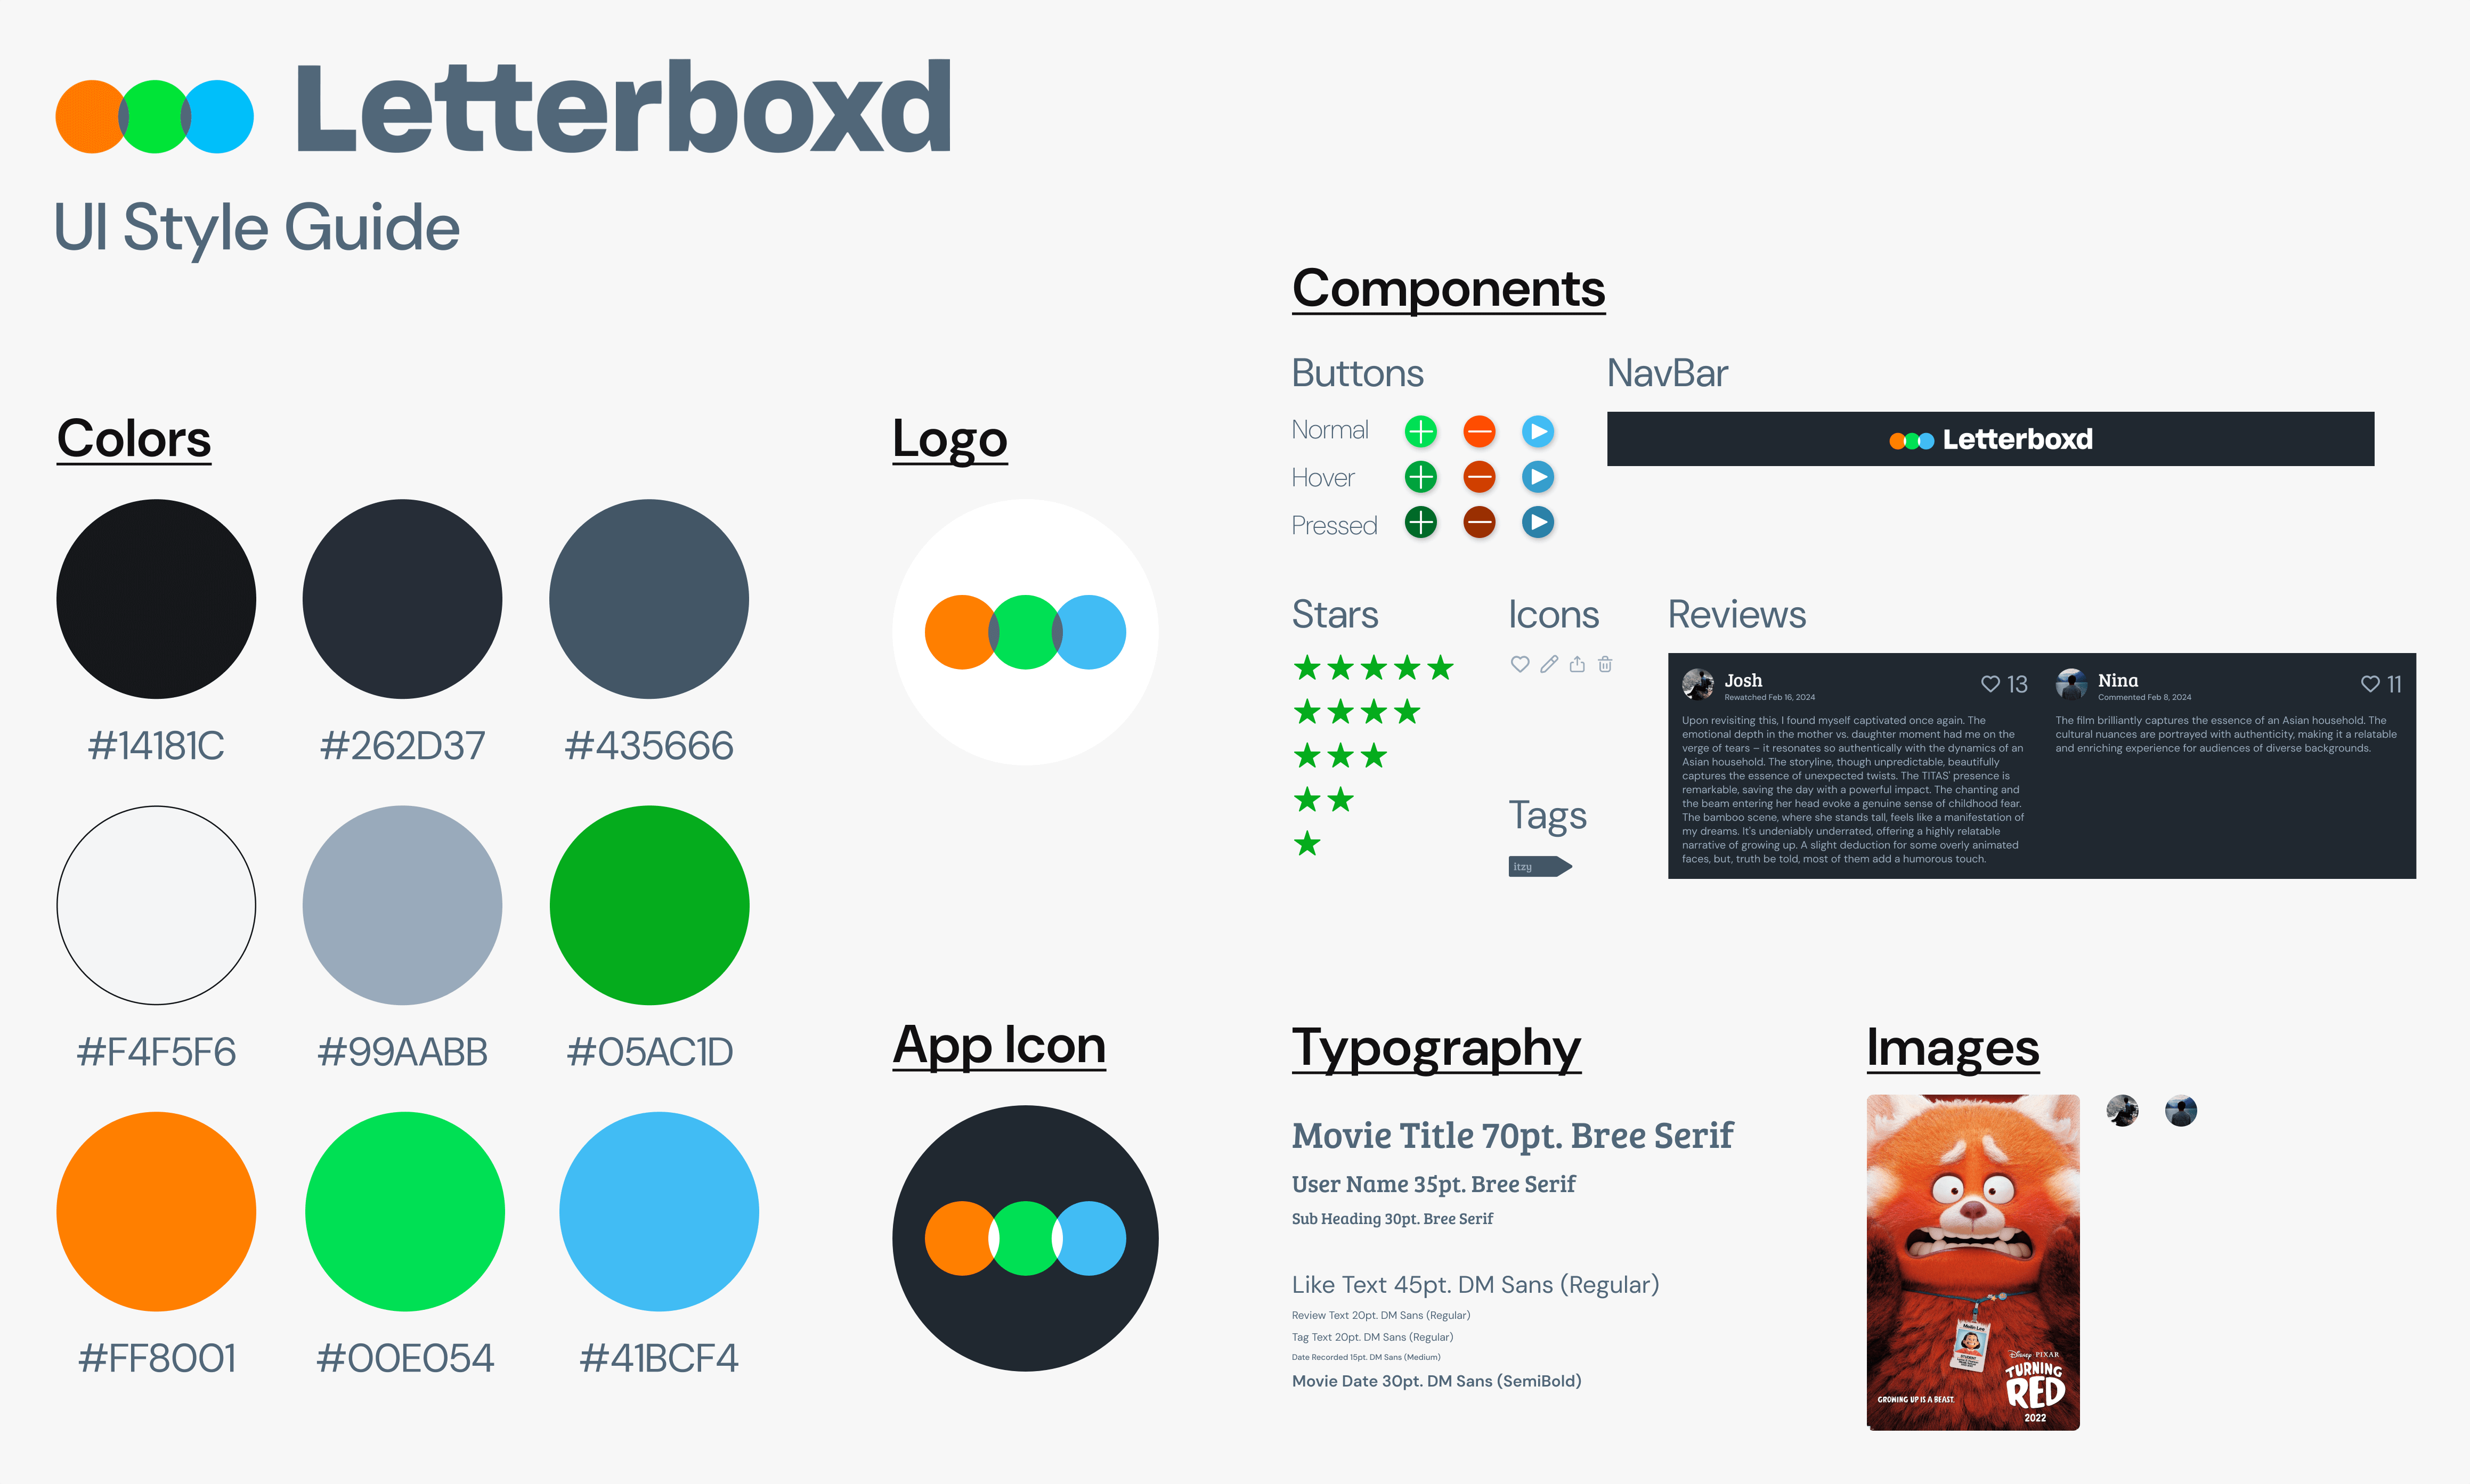 Letterboxd
UI Style Guide
Colors
#14181C
#262D37
#435666
#F4F5F6
#99AABB
#05AC1D
#FF8001
#00E054
#41BCF4
Logo
App Icon
Components
Buttons
Normal
Hover
Pressed
NavBar
Letterboxd
Stars
Icons
Tags
itzy
Reviews
Josh
Rewatched Feb 16, 2024
13
Upon revisiting this, I found myself captivated once again. The
emotional depth in the mother vs. daughter moment had me on the
verge of tears – it resonates so authentically with the dynamics of an
Asian household. The storyline, though unpredictable, beautifully
captures the essence of unexpected twists. The TITAS' presence is
remarkable, saving the day with a powerful impact. The chanting and
the beam entering her head evoke a genuine sense of childhood fear.
The bamboo scene, where she stands tall, feels like a manifestation of
my dreams. It's undeniably underrated, offering a highly relatable
narrative of growing up. A slight deduction for some overly animated
faces, but, truth be told, most of them add a humorous touch.
Nina
Commented Feb 8, 2024
11
The film brilliantly captures the essence of an Asian household. The
cultural nuances are portrayed with authenticity, making it a relatable
and enriching experience for audiences of diverse backgrounds.
Typography
Movie Title 70pt. Bree Serif
User Name 35pt. Bree Serif
Sub Heading 30pt. Bree Serif
Like Text 45pt. DM Sans (Regular)
Review Text 20pt. DM Sans (Regular)
Tag Text 20pt. DM Sans (Regular)
Date Recorded 15pt. DM Sans (Medium)
Movie Date 30pt. DM Sans (SemiBold)
Images
Meilin Lee
STUDENT
Disney PIXAR
TURNING
RED
GROWING UP IS A BEAST.
2022